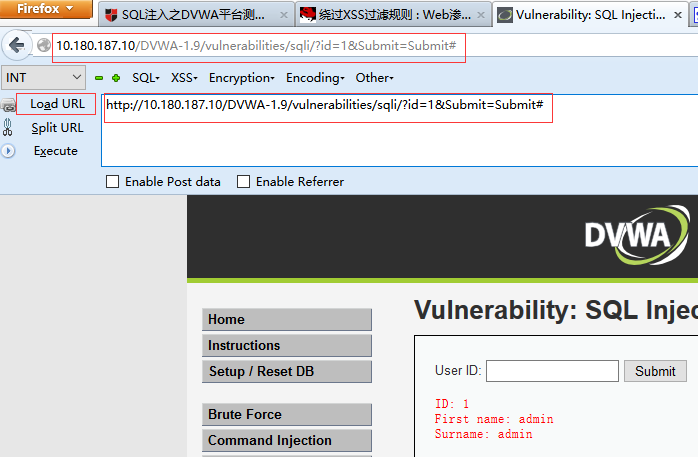 Firefox
SQL注入之DVWA平台测...
绕过XSS过滤规则 : Web渗...
Vulnerability: SQL Injecti...
10.180.187.10/DVWA-1.9/vulnerabilities/sqli/?id=1&Submit=Submit#
INT
SQL
XSS
Encryption
Encoding
Other
Load URL
http://10.180.187.10/DVWA-1.9/vulnerabilities/sqli/?id=1&Submit=Submit#
Split URL
Execute
Enable Post data
Enable Referrer
DVWA
Home
Instructions
Setup / Reset DB
Brute Force
Command Injection
Vulnerability: SQL Injec
User ID:
Submit
ID: 1
First name: admin
Surname: admin